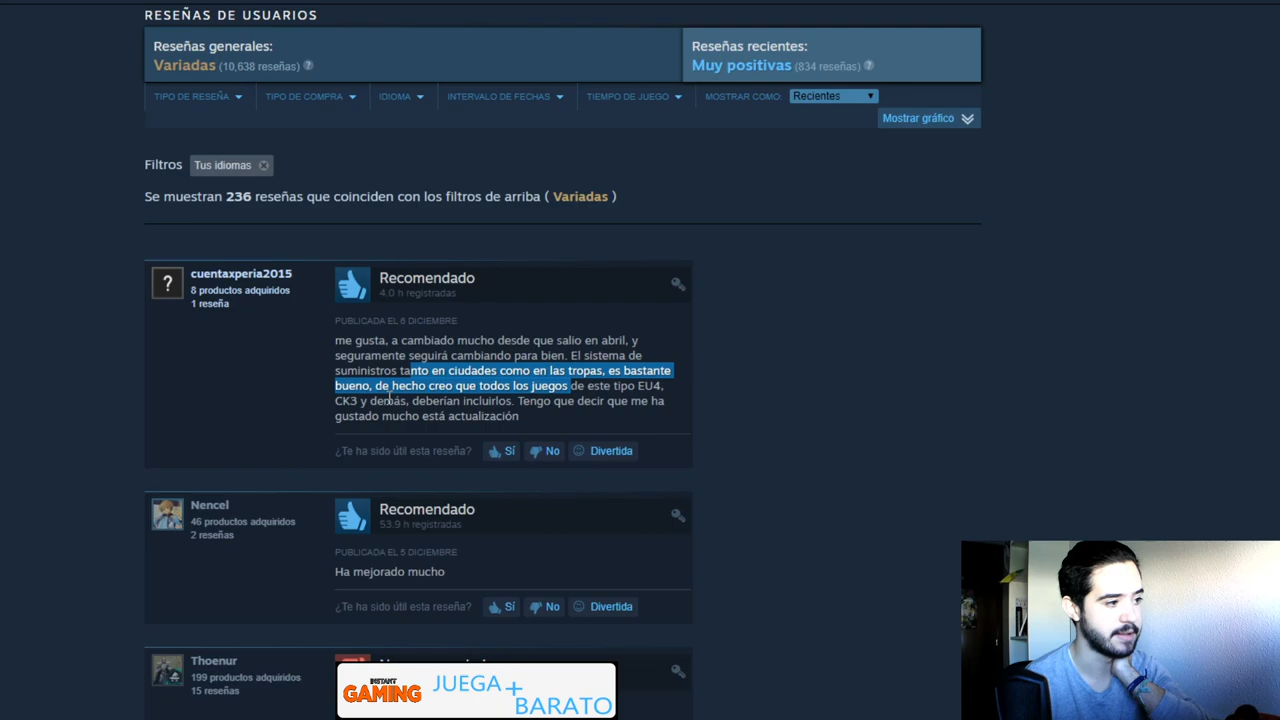 RESEÑAS DE USUARIOS
Reseñas generales:
Variadas (10,638 reseñas) ?
Reseñas recientes:
Muy positivas (834 reseñas) ?
TIPO DE RESEÑA TIPO DE COMPRA IDIOMA INTERVALO DE FECHAS TIEMPO DE JUEGO MOSTRAR COMO: Recientes
Mostrar gráfico
Filtros Tus idiomas
Se muestran 236 reseñas que coinciden con los filtros de arriba ( Variadas )
?
cuentaxperia2015
8 productos adquiridos
1 reseña
Recomendado
4.0 h registradas
PUBLICADA EL 6 DICIEMBRE
me gusta, a cambiado mucho desde que salio en abril, y
seguramente seguirá cambiando para bien. El sistema de
suministros tanto en ciudades como en las tropas, es bastante
bueno, de hecho creo que todos los juegos de este tipo EU4,
CK3 y demás, deberían incluirlos. Tengo que decir que me ha
gustado mucho está actualización
¿Te ha sido útil esta reseña? Sí No Divertida
Nencel
46 productos adquiridos
2 reseñas
Recomendado
53.9 h registradas
PUBLICADA EL 5 DICIEMBRE
Ha mejorado mucho
¿Te ha sido útil esta reseña? Sí No Divertida
Thoenur
199 productos adquiridos
15 reseñas
INSTANT
GAMING
JUEGA+
BARATO